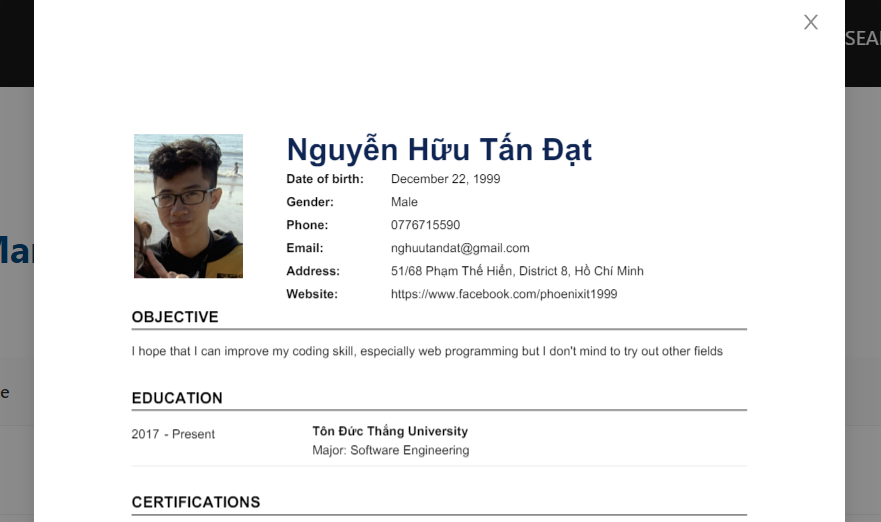 SEA
Nguyễn Hữu Tấn Đạt
Date of birth: December 22, 1999
Gender: Male
Phone: 0776715590
Email: nghuutandat@gmail.com
Address: 51/68 Phạm Thế Hiển, District 8, Hồ Chí Minh
Website: https://www.facebook.com/phoenixit1999
OBJECTIVE
I hope that I can improve my coding skill, especially web programming but I don't mind to try out other fields
EDUCATION
2017 - Present
Tôn Đức Thắng University
Major: Software Engineering
CERTIFICATIONS